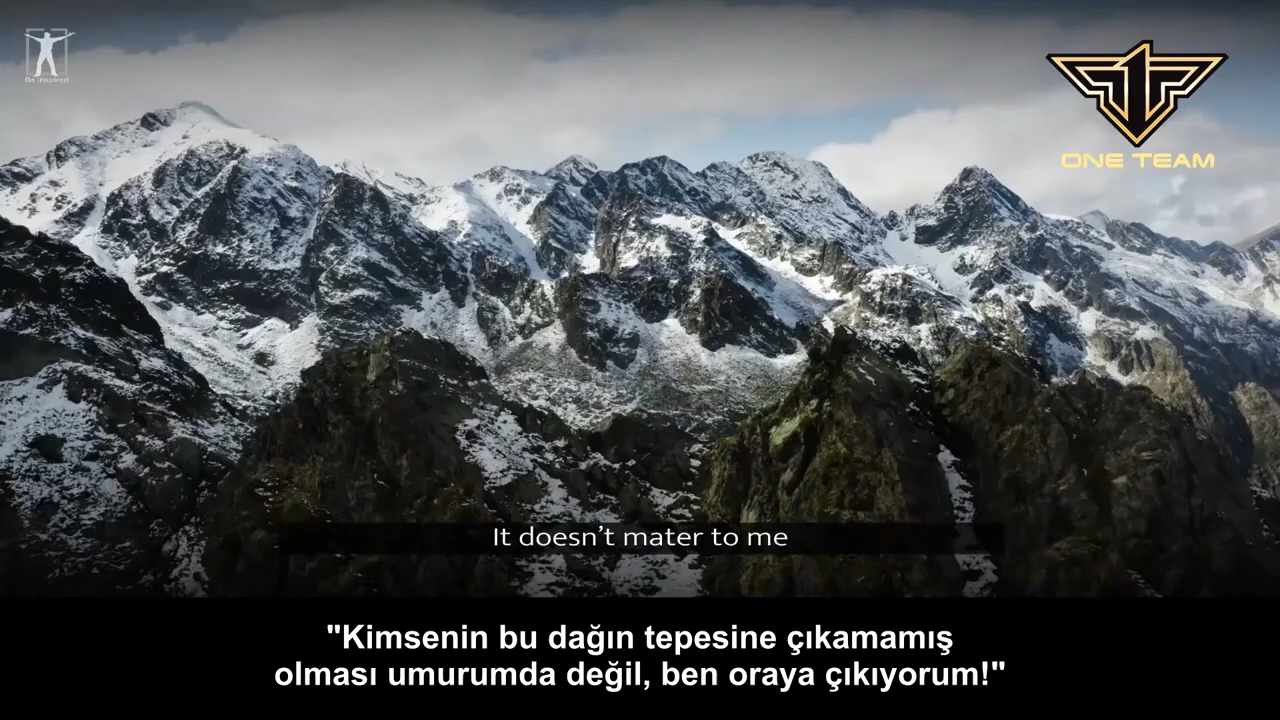 Be Inspired
ONE TEAM
It doesn't mater to me
"Kimsenin bu dağın tepesine çıkamamış
olması umurumda değil, ben oraya çıkıyorum!"